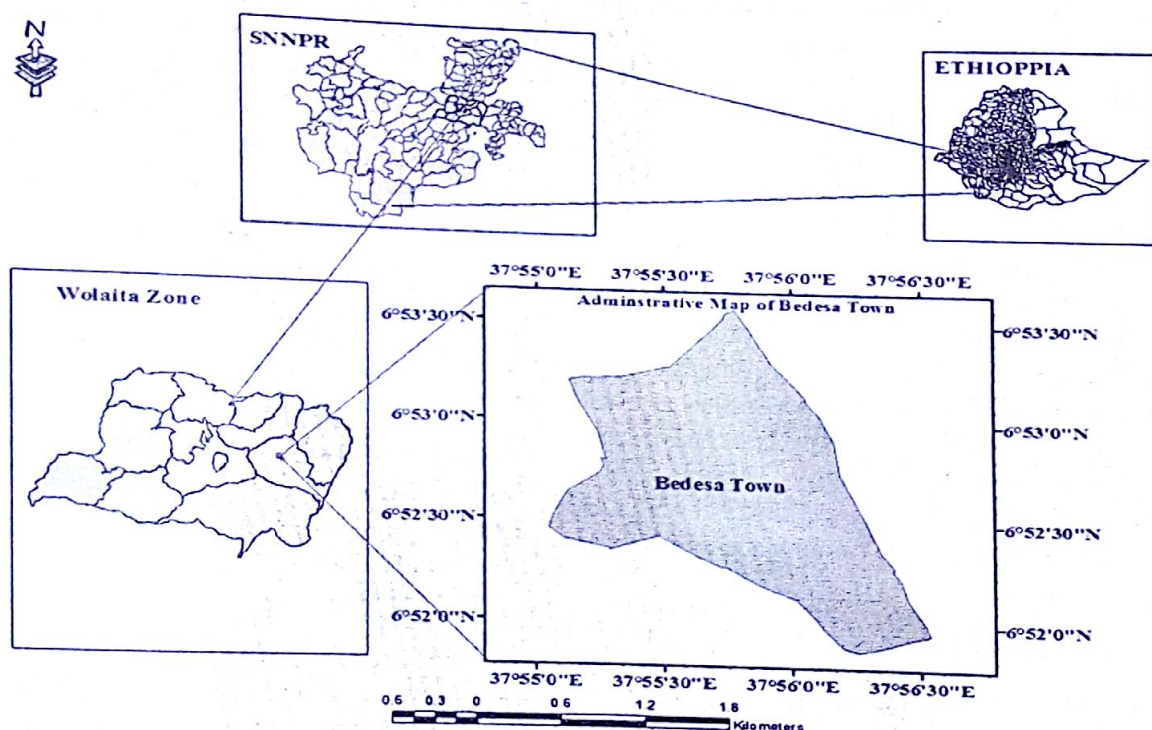 N
SNNPR
ETHIOPPIA
Wolaita Zone
37°55'0"E 37°55'30"E 37°56'0"E 37°56'30"E
Adminstrative Map of Bedesa Town
6°53'30"N
6°53'30"N
6°53'0"N
6°53'0"N
Bedesa Town
6°52'30"N
6°52'30"N
6°52'0"N
6°52'0"N
37°55'0"E 37°55'30"E 37°56'0"E 37°56'30"E
0.6 0.3 0 0.6 1.2 1.8
Kilometers